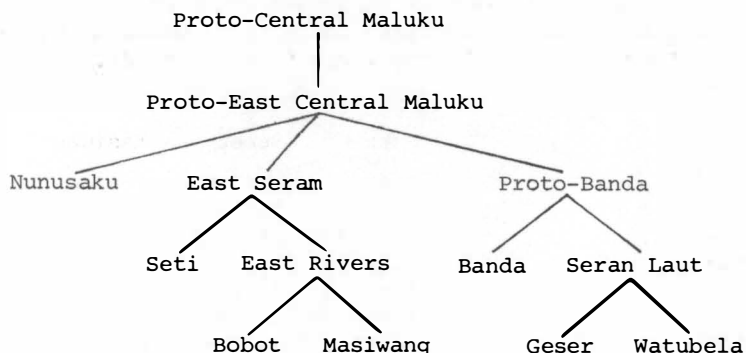 Proto-Central Maluku
Proto-East Central Maluku
Nunusaku East Seram Proto-Banda
Seti East Rivers Banda Seran Laut
Bobot Masiwang Geser Watubela